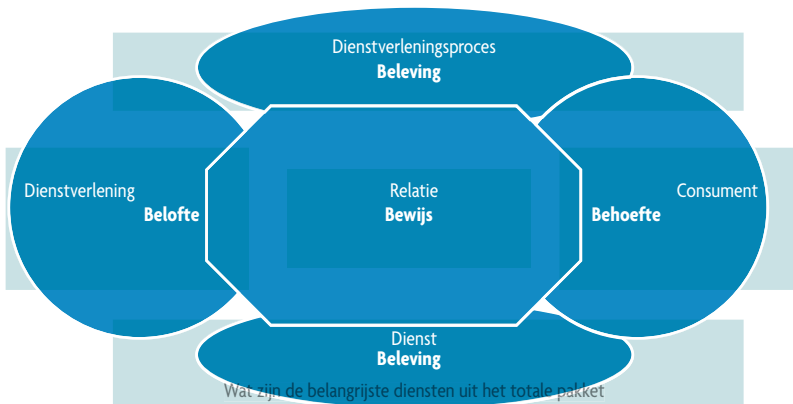 Dienstverleningsproces
Beleving
Dienstverlening
Belofte
Relatie
Bewijs
Consument
Behoefte
Dienst
Beleving
Wat zijn de belangrijste diensten uit het totale pakket